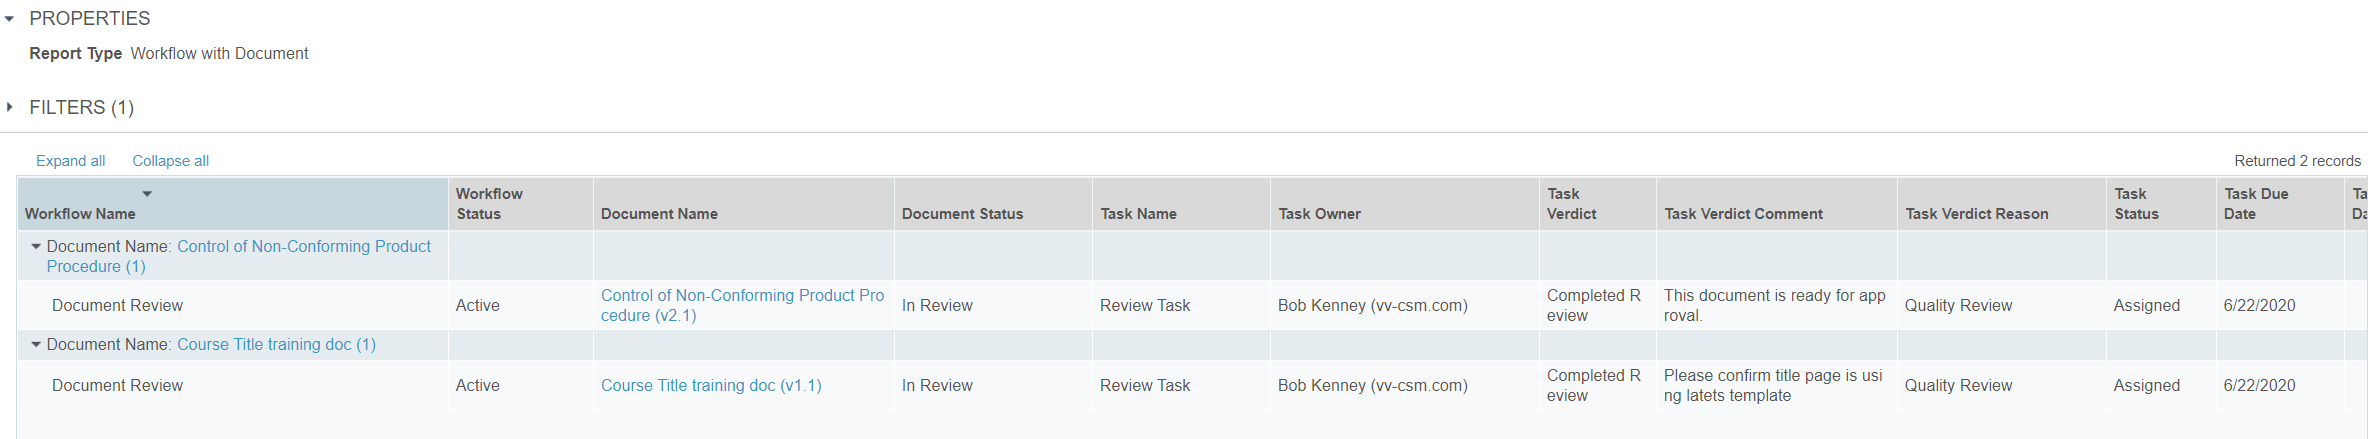 PROPERTIES
Report Type Workflow with Document
FILTERS (1)
Expand all Collapse all Returned 2 records
Workflow Name
Workflow
Status
Document Name
Document Status
Task Name
Task Owner
Task
Verdict
Task Verdict Comment
Task Verdict Reason
Task
Status
Task Due
Date
Document Name: Control of Non-Conforming Product
Procedure (1)
Document Review
Active
Control of Non-Conforming Product Pro
cedure (v2.1)
In Review
Review Task
Bob Kenney (vv-csm.com)
Completed R
eview
This document is ready for app
roval.
Quality Review
Assigned
6/22/2020
Document Name: Course Title training doc (1)
Document Review
Active
Course Title training doc (v1.1)
In Review
Review Task
Bob Kenney (vv-csm.com)
Completed R
eview
Please confirm title page is usi
ng latets template
Quality Review
Assigned
6/22/2020